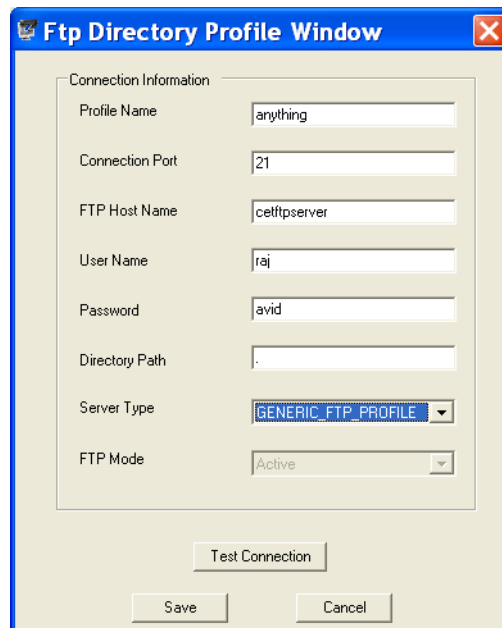 Ftp Directory Profile Window
Connection Information
Profile Name anything
Connection Port 21
FTP Host Name cetftpserver
User Name raj
Password avid
Directory Path .
Server Type GENERIC_FTP_PROFILE
FTP Mode Active
Test Connection
Save Cancel